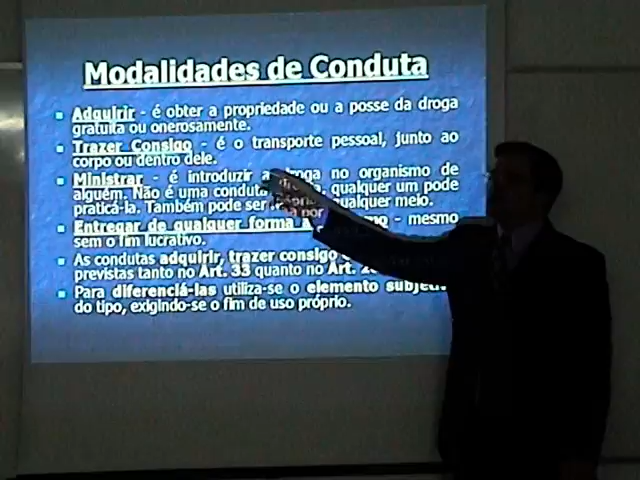 Modalidades de Conduta
Adquirir - é obter a propriedade ou a posse da droga
gratuita ou onerosamente.
Trazer Consigo - é o transporte pessoal, junto ao
corpo ou dentro dele.
Ministrar - é introduzir a droga no organismo de
alguém. Não é uma conduta qualquer um pode
praticá-la. Também pode ser qualquer meio.
Entregar de qualquer forma a - mesmo
sem o fim lucrativo.
As condutas adquirir, trazer consigo
previstas tanto no Art. 33 quanto no Art.
Para diferenciá-las utiliza-se o elemento
do tipo, exigindo-se o fim de uso próprio.